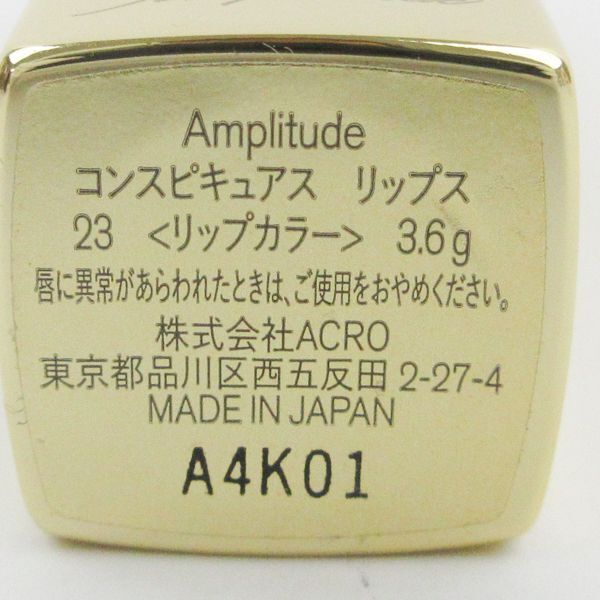 Amplitude
コンスピキュアス リップス
23 <リップカラー> 3.6g
唇に異常があらわれたときは、ご使用をおやめください。
株式会社ACRO
東京都品川区西五反田 2-27-4
MADE IN JAPAN
A4K01